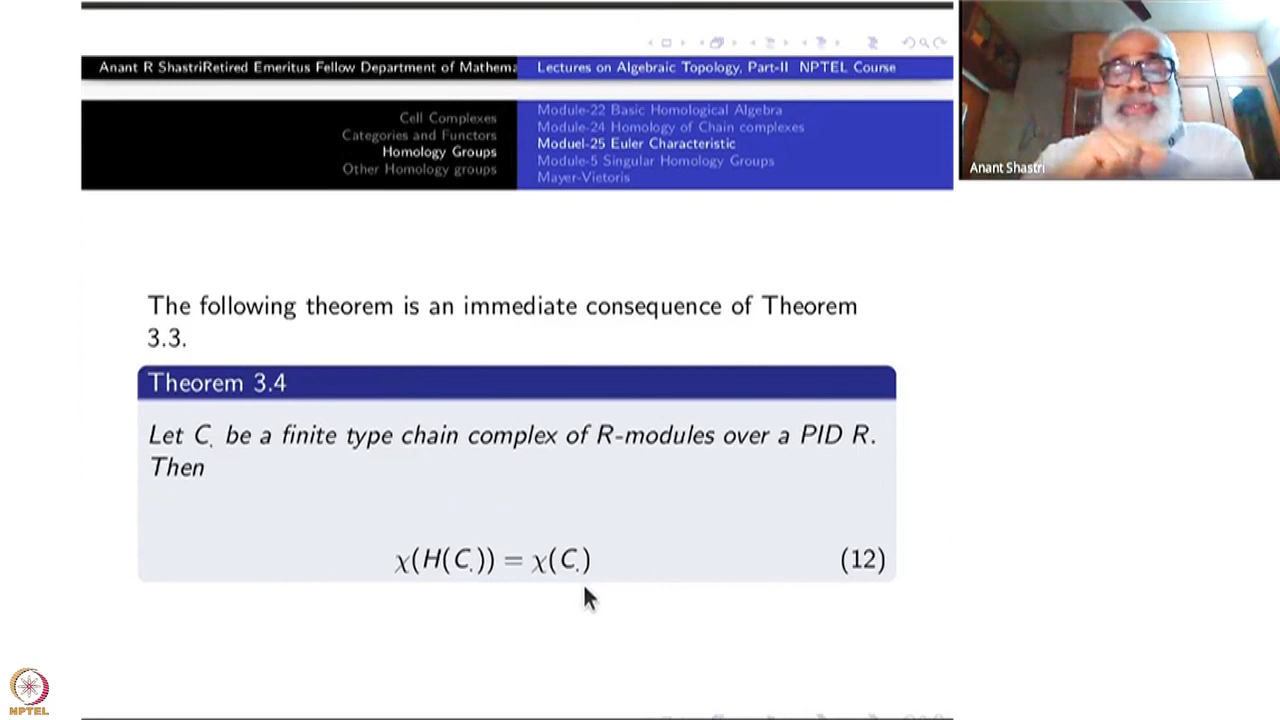 Anant R ShastriRetired Emeritus Fellow Department of Mathema
Lectures on Algebraic Topology, Part-II NPTEL Course
Cell Complexes
Categories and Functors
Homology Groups
Other Homology groups
Module-22 Basic Homological Algebra
Module-24 Homology of Chain complexes
Moduel-25 Euler Characteristic
Module-5 Singular Homology Groups
Mayer-Vietoris
Anant Shastri
The following theorem is an immediate consequence of Theorem
3.3.
Theorem 3.4
Let C. be a finite type chain complex of R-modules over a PID R.
Then
χ(H(C.)) = χ(C.) (12)
NPTEL